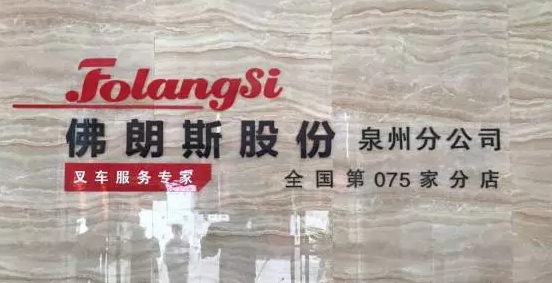 Folangsi
佛朗斯股份 泉州分公司
叉车服务专家 全国第075家分店